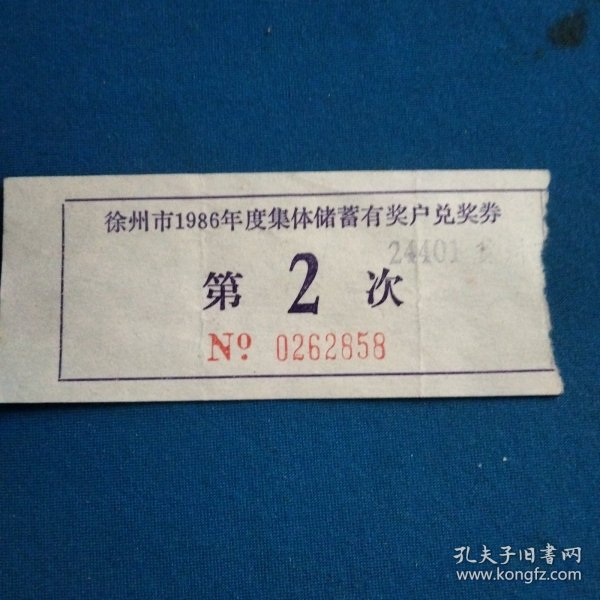 徐州市1986年度集体储蓄有奖户兑奖券
24401
第 2 次
Nº 0262858
孔夫子旧書网
www.kongfz.com